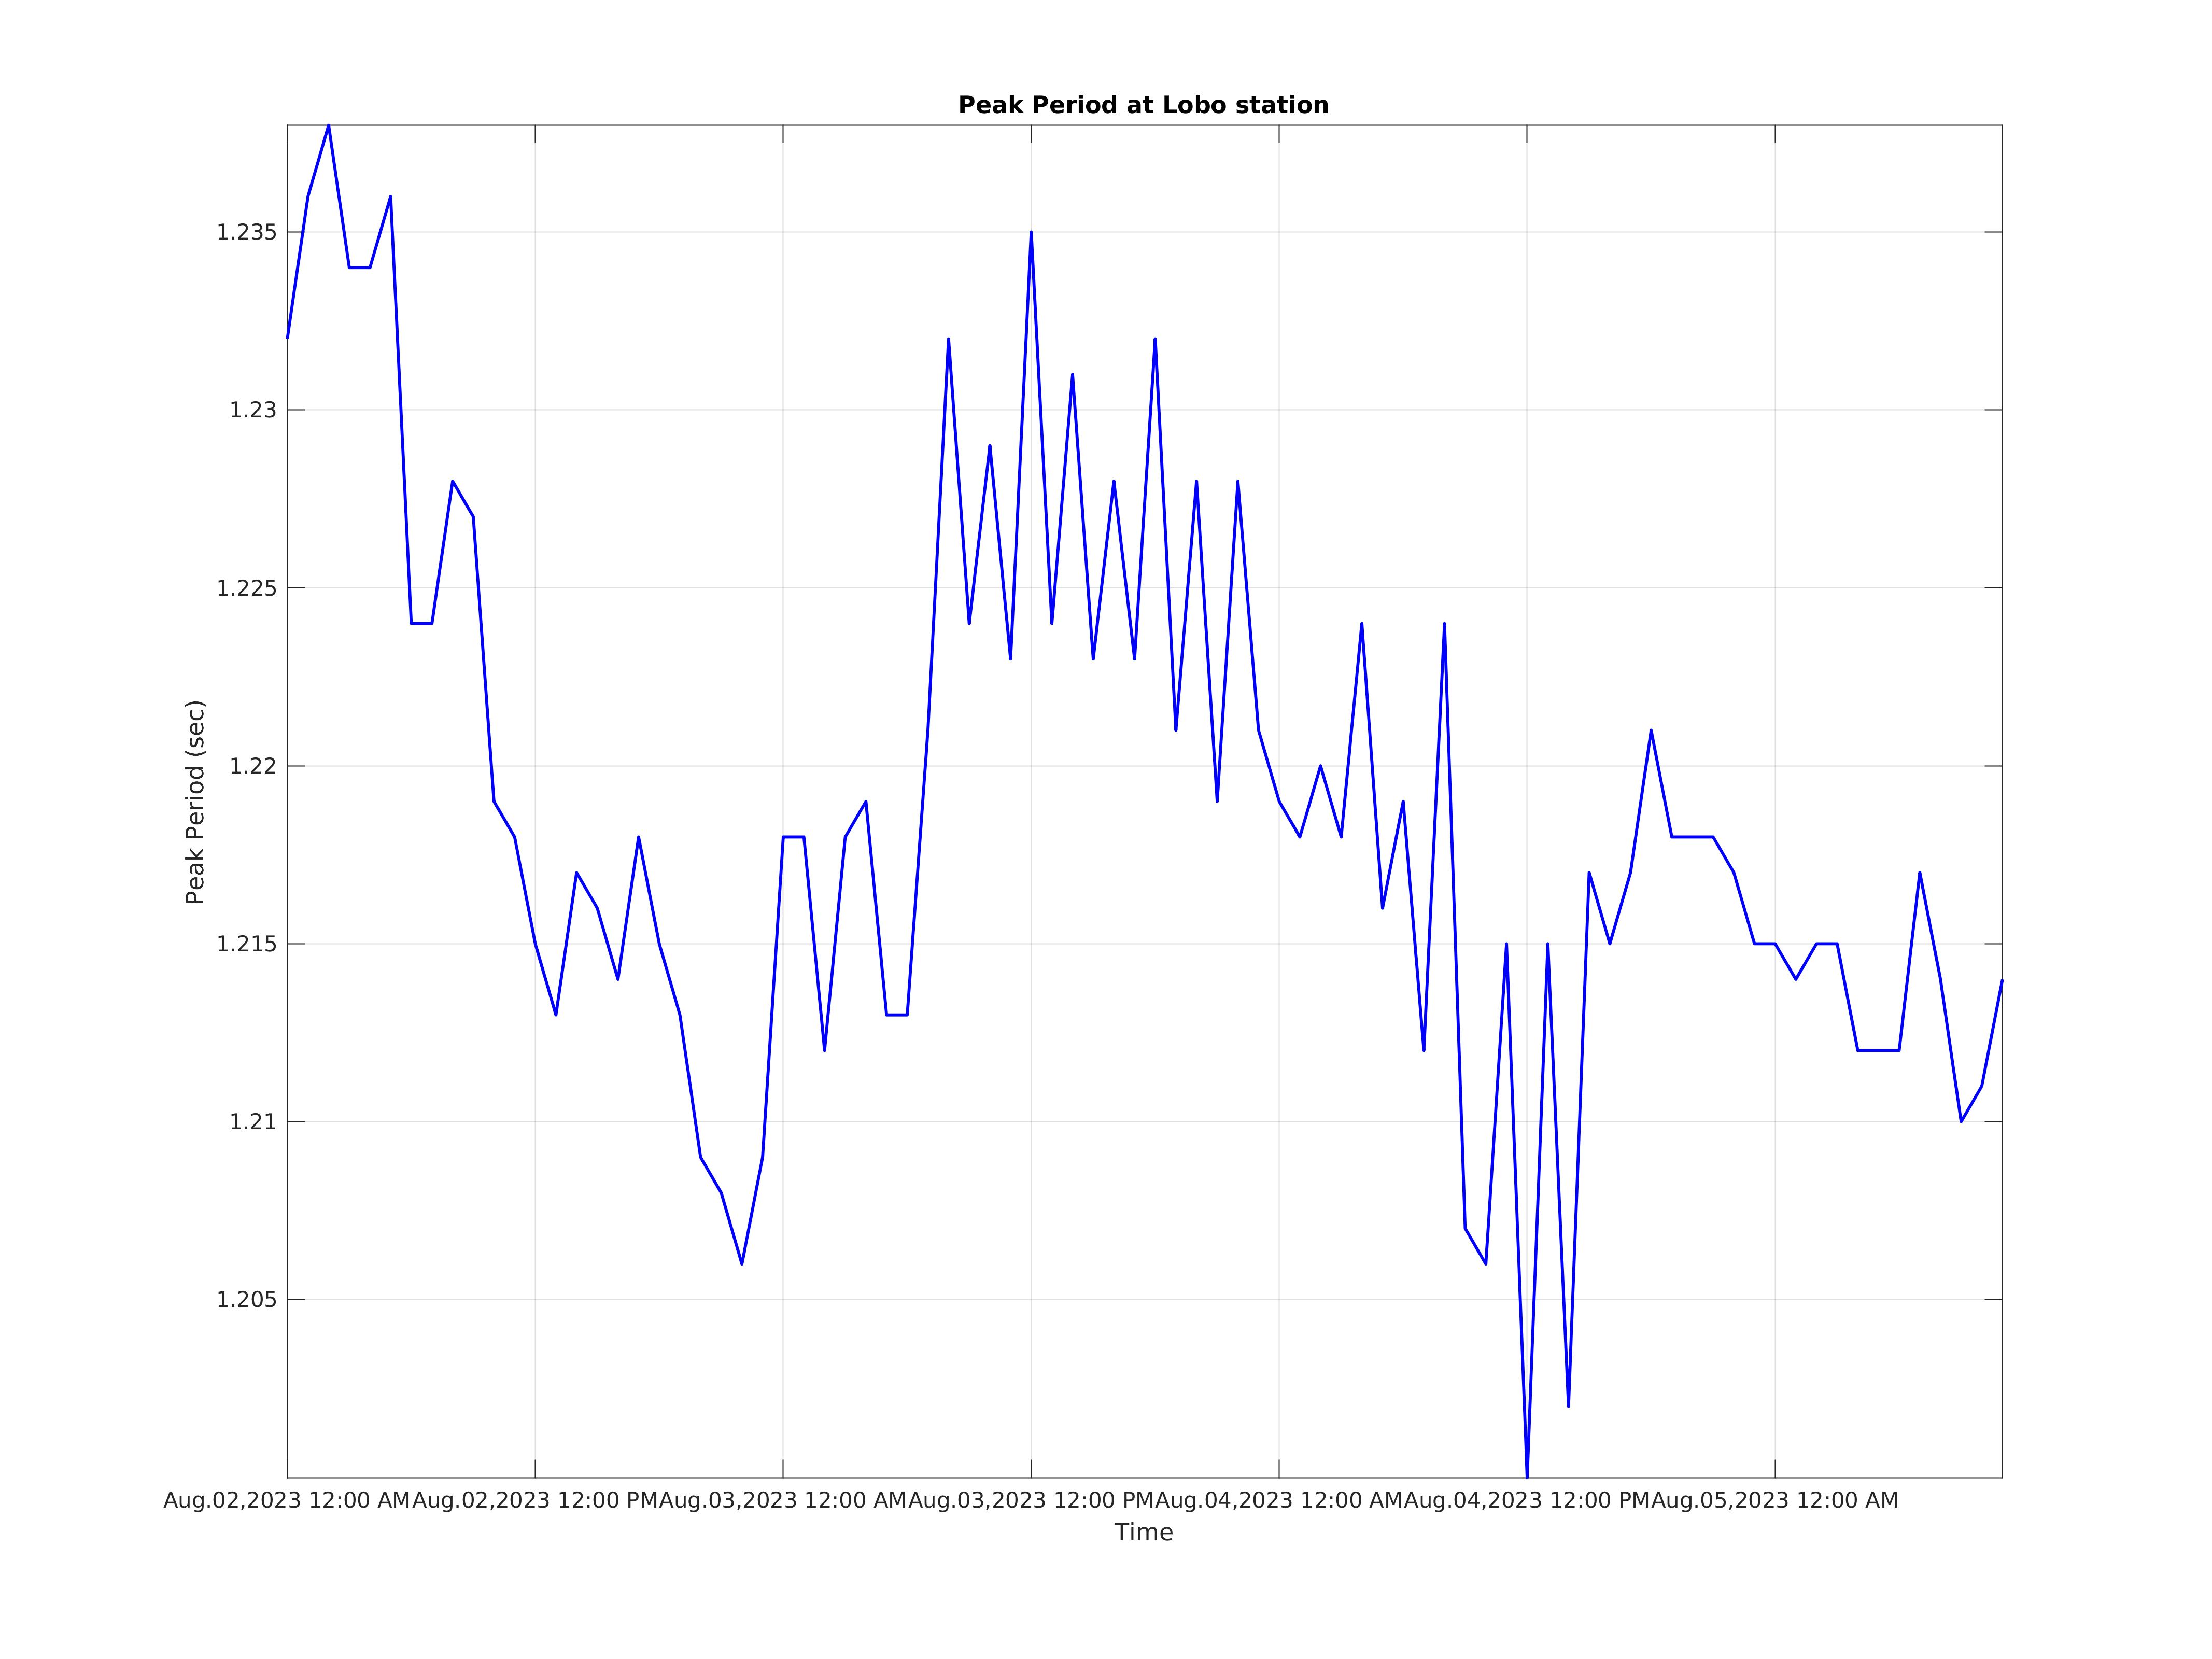 Peak Period at Lobo station
1.235
1.23
1.225
1.22
1.215
1.21
1.205
Peak Period (sec)
Aug.02,2023 12:00 AM Aug.02,2023 12:00 PM Aug.03,2023 12:00 AM Aug.03,2023 12:00 PM Aug.04,2023 12:00 AM Aug.04,2023 12:00 PM Aug.05,2023 12:00 AM
Time